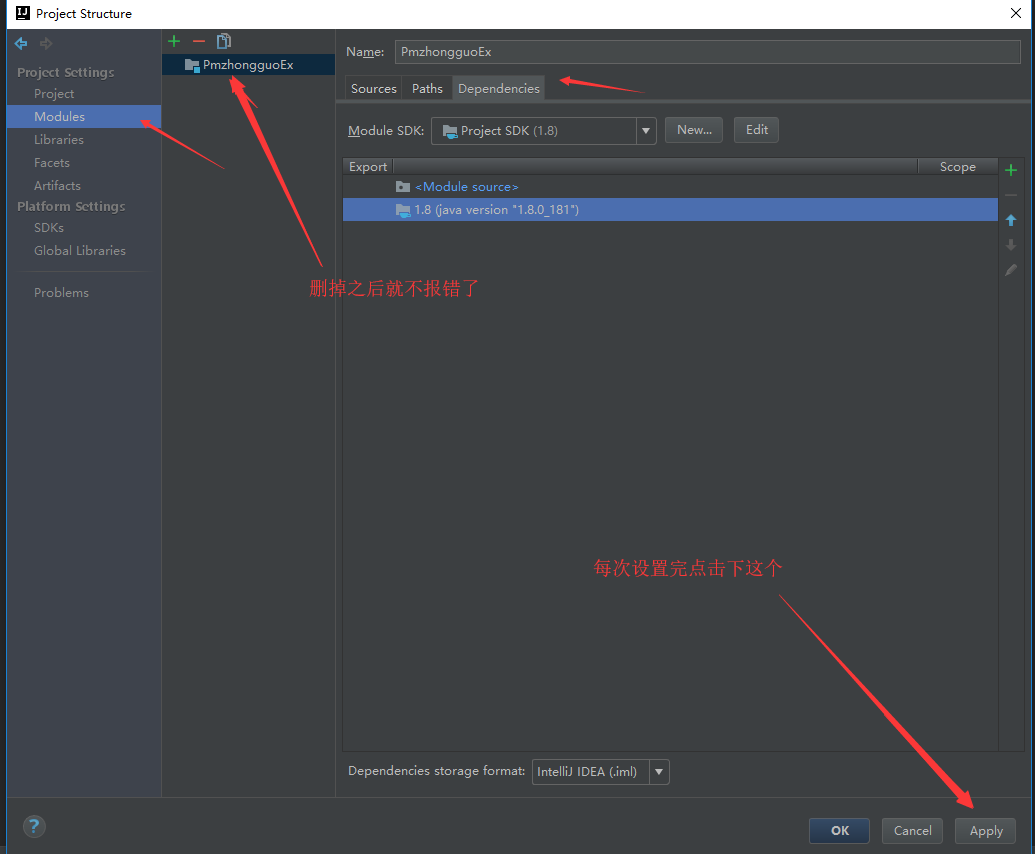 Project Structure
Project Settings
Project
Modules
Libraries
Facets
Artifacts
Platform Settings
SDKs
Global Libraries
Problems
PmzhongguoEx
Name: PmzhongguoEx
Sources Paths Dependencies
Module SDK: Project SDK (1.8) New... Edit
Export Scope
<Module source>
1.8 (java version "1.8.0_181")
删掉之后就不报错了
每次设置完点击下这个
Dependencies storage format: IntelliJ IDEA (.iml)
? OK Cancel Apply